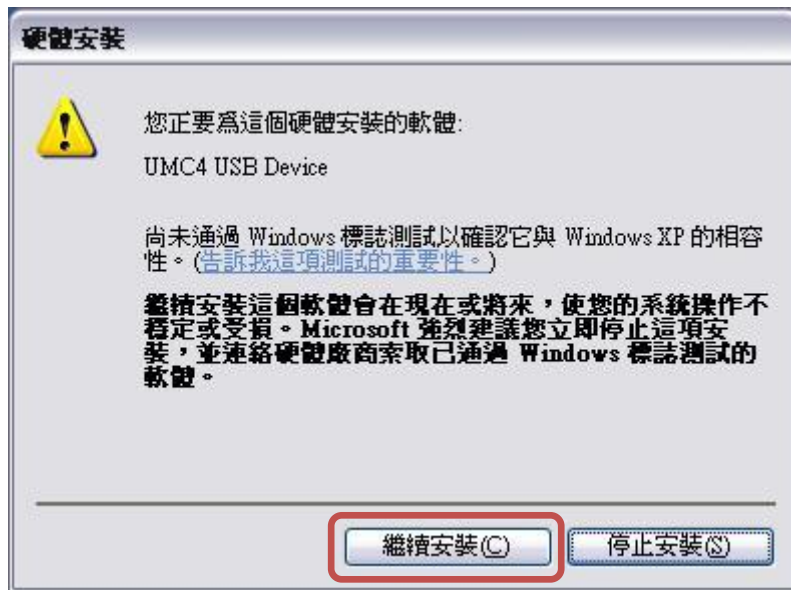 硬體安裝
您正要為這個硬體安裝的軟體:
UMC4 USB Device
尚未通過 Windows 標誌測試以確認它與 Windows XP 的相容
性。(告訴我這項測試的重要性。)
繼續安裝這個軟體會在現在或將來，使您的系統操作不
穩定或受損。Microsoft 強烈建議您立即停止這項安
裝，並連絡硬體廠商索取已通過 Windows 標誌測試的
軟體。
繼續安裝(C)
停止安裝(S)